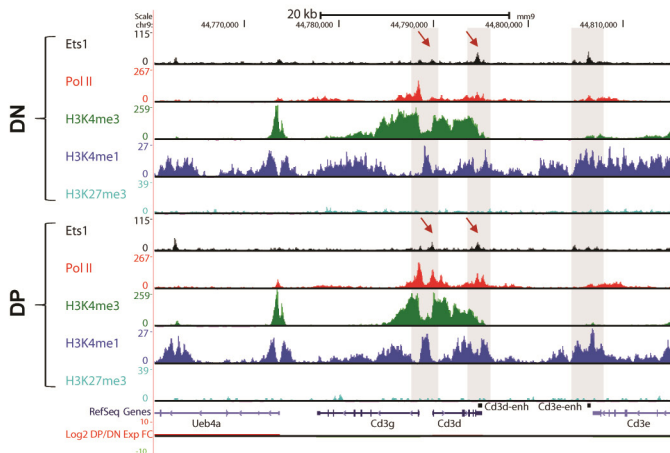 Scale 20 kb mm9
chr9: 44,770,000 44,780,000 44,790,000 44,800,000 44,810,000
DN
Ets1 115 0
Pol II 267 0
H3K4me3 259 0
H3K4me1 27 0
H3K27me3 39 0
DP
Ets1 115 0
Pol II 267 0
H3K4me3 259 0
H3K4me1 27 0
H3K27me3 39 0
Cd3d-enh Cd3e-enh
RefSeq Genes
Ueb4a Cd3g Cd3d Cd3e
10
Log2 DP/DN Exp FC
-10